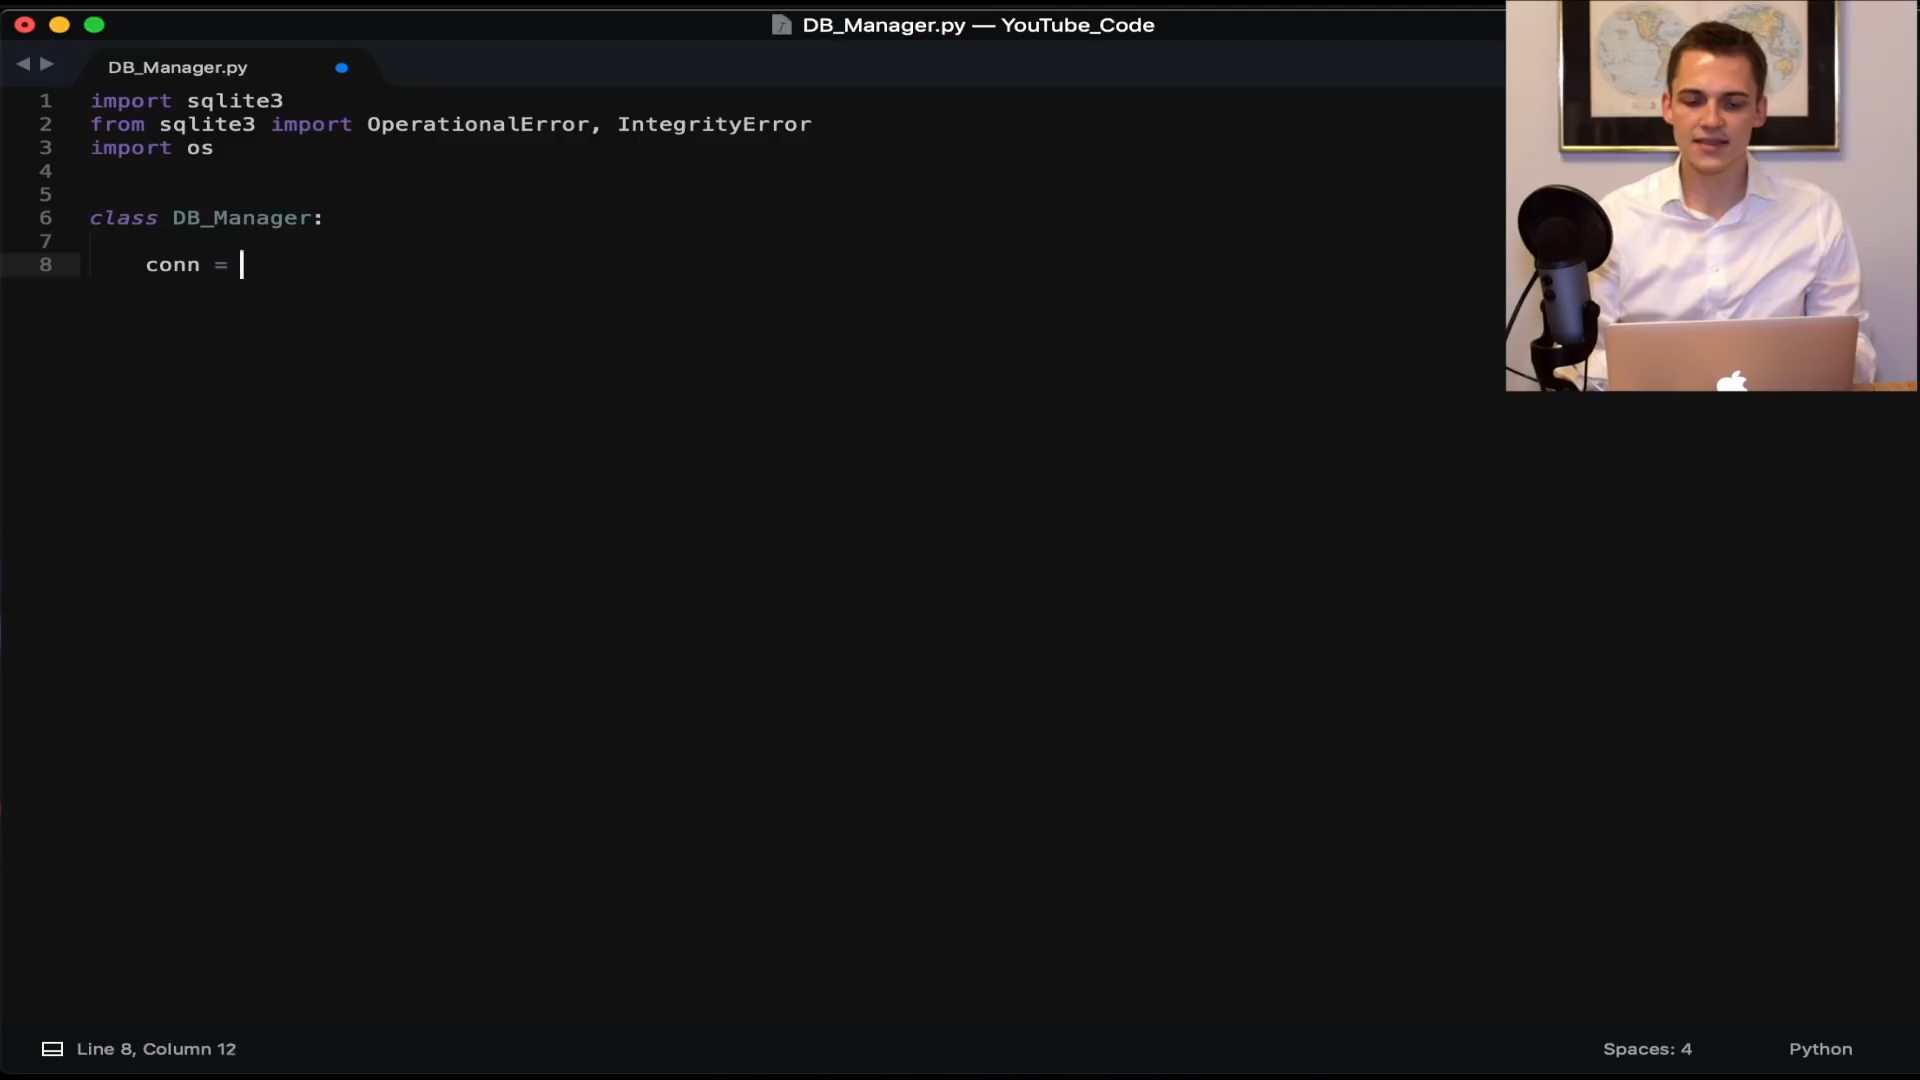 DB_Manager.py — YouTube_Code
DB_Manager.py
1 import sqlite3
2 from sqlite3 import OperationalError, IntegrityError
3 import os
4
5
6 class DB_Manager:
7
8     conn =
Line 8, Column 12
Spaces: 4
Python